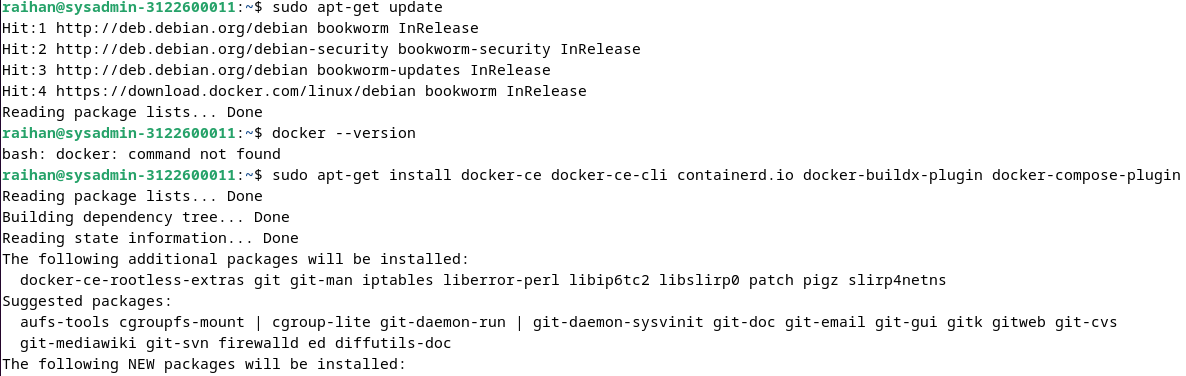 raihan@sysadmin-3122600011:~$ sudo apt-get update
Hit:1 http://deb.debian.org/debian bookworm InRelease
Hit:2 http://deb.debian.org/debian-security bookworm-security InRelease
Hit:3 http://deb.debian.org/debian bookworm-updates InRelease
Hit:4 https://download.docker.com/linux/debian bookworm InRelease
Reading package lists... Done
raihan@sysadmin-3122600011:~$ docker --version
bash: docker: command not found
raihan@sysadmin-3122600011:~$ sudo apt-get install docker-ce docker-ce-cli containerd.io docker-buildx-plugin docker-compose-plugin
Reading package lists... Done
Building dependency tree... Done
Reading state information... Done
The following additional packages will be installed:
  docker-ce-rootless-extras git git-man iptables liberror-perl libip6tc2 libslirp0 patch pigz slirp4netns
Suggested packages:
  aufs-tools cgroupfs-mount | cgroup-lite git-daemon-run | git-daemon-sysvinit git-doc git-email git-gui gitk gitweb git-cvs
  git-mediawiki git-svn firewalld ed diffutils-doc
The following NEW packages will be installed: